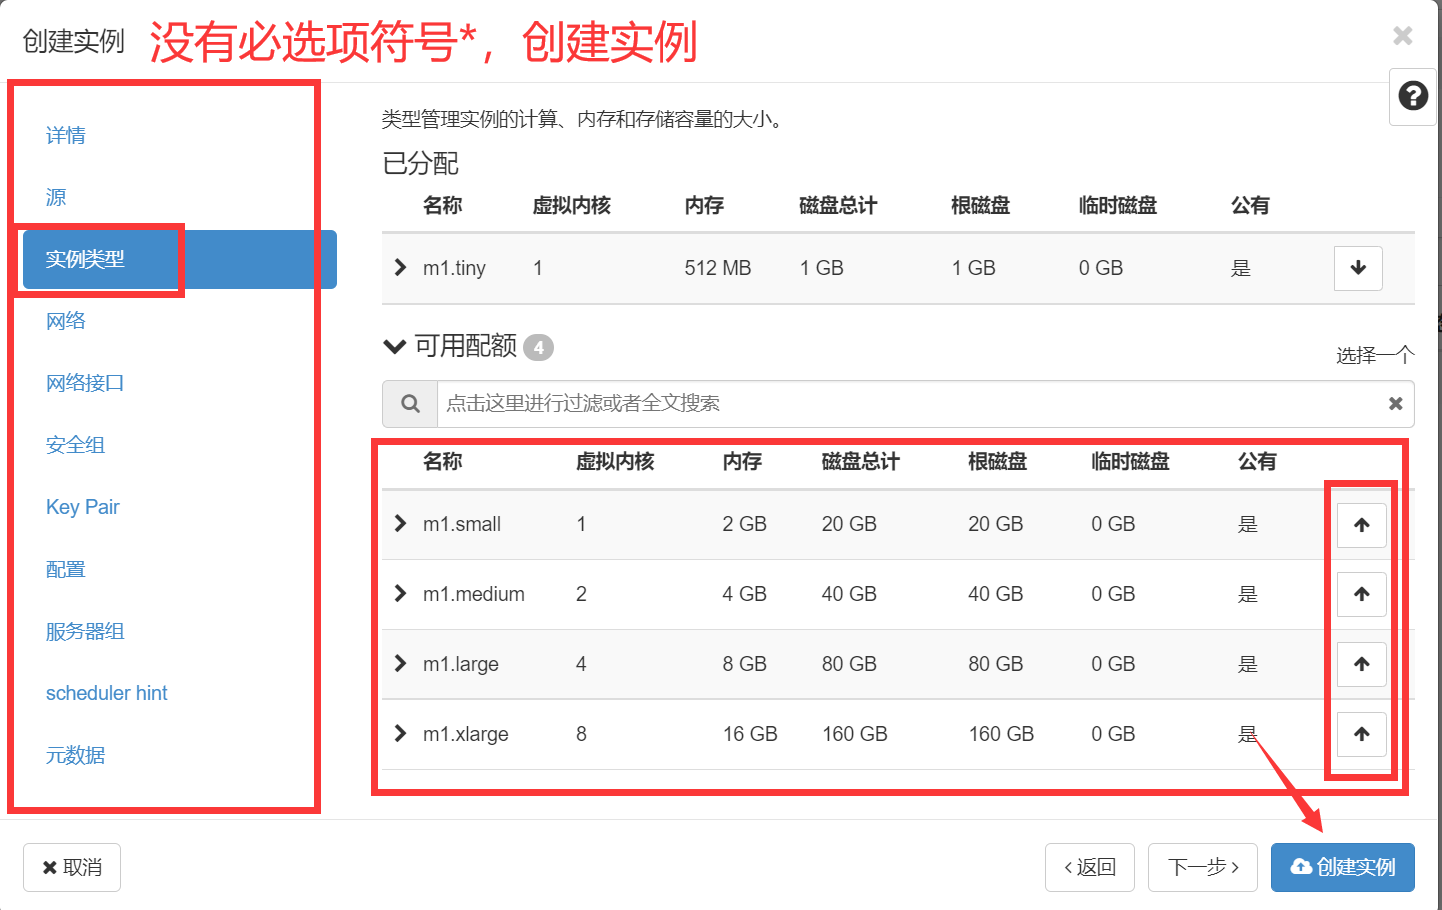 创建实例 没有必选项符号*，创建实例
详情
源
实例类型
网络
网络接口
安全组
Key Pair
配置
服务器组
scheduler hint
元数据
类型管理实例的计算、内存和存储容量的大小。
已分配
名称 虚拟内核 内存 磁盘总计 根磁盘 临时磁盘 公有
m1.tiny 1 512 MB 1 GB 1 GB 0 GB 是
可用配额 4
选择一个
点击这里进行过滤或者全文搜索
名称 虚拟内核 内存 磁盘总计 根磁盘 临时磁盘 公有
m1.small 1 2 GB 20 GB 20 GB 0 GB 是
m1.medium 2 4 GB 40 GB 40 GB 0 GB 是
m1.large 4 8 GB 80 GB 80 GB 0 GB 是
m1.xlarge 8 16 GB 160 GB 160 GB 0 GB 是
取消 ‹返回 下一步› 创建实例